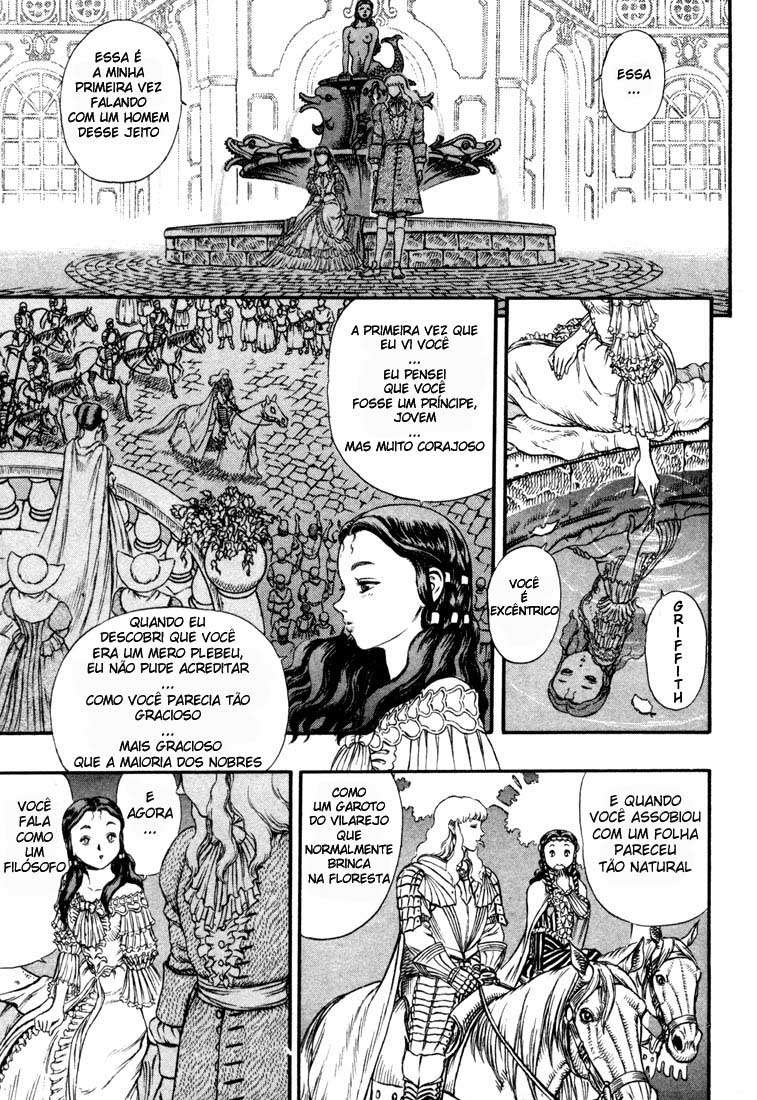 ESSA
...
ESSA É
A MINHA
PRIMEIRA VEZ
FALANDO
COM UM HOMEM
DESSE JEITO
GRIFFITH
VOCÊ
É
EXCÊNTRICO
A PRIMEIRA VEZ QUE
EU VI VOCÊ
...
EU PENSEI
QUE VOCÊ
FOSSE UM PRÍNCIPE,
JOVEM
...
MAS MUITO CORAJOSO
QUANDO EU
DESCOBRI QUE VOCÊ
ERA UM MERO PLEBEU,
EU NÃO PUDE ACREDITAR
...
COMO VOCÊ PARECIA TÃO
GRACIOSO
...
MAIS GRACIOSO
QUE A MAIORIA DOS NOBRES
E QUANDO
VOCÊ ASSOBIOU
COM UM FOLHA
PARECEU
TÃO NATURAL
COMO
UM GAROTO
DO VILAREJO
QUE
NORMALMENTE
BRINCA
NA FLORESTA
E
AGORA
...
VOCÊ
FALA
COMO
UM
FILÓSOFO